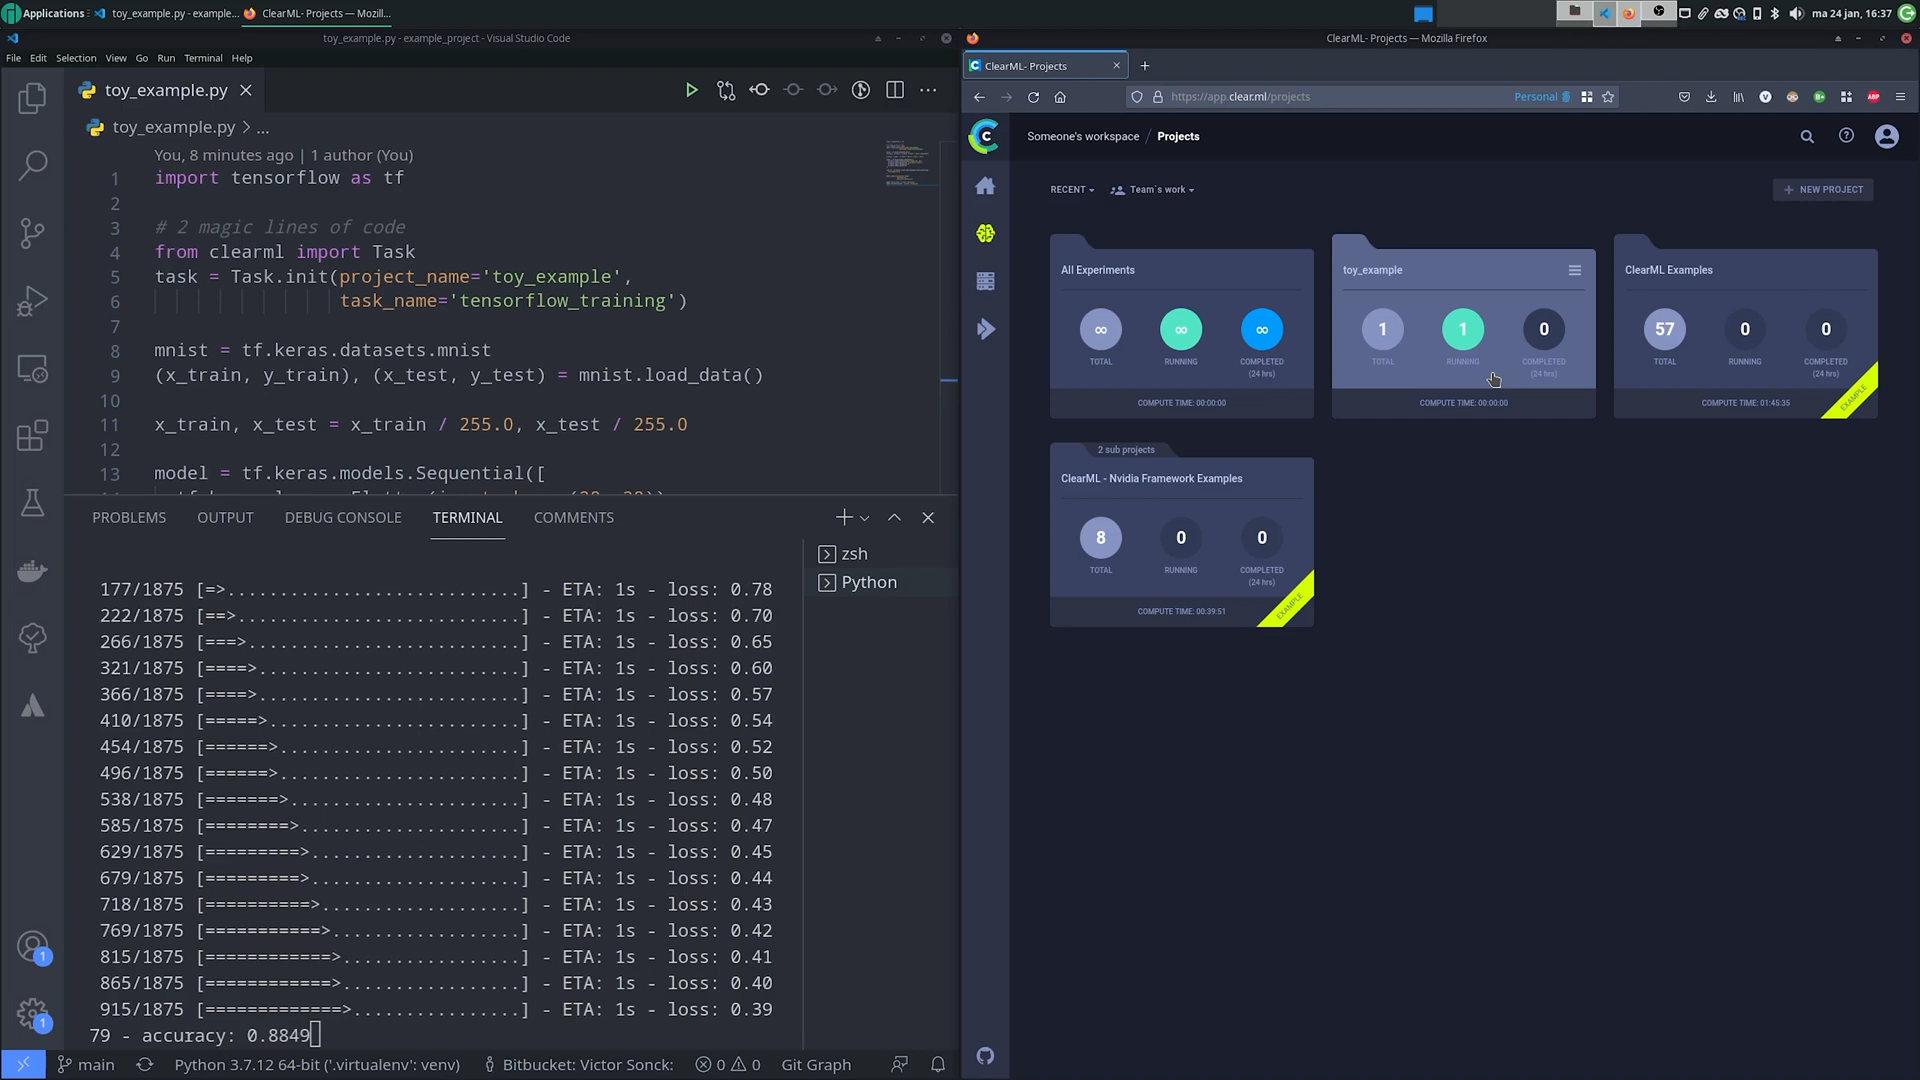 Applications
toy_example.py - example...
ClearML- Projects — Mozill...
ma 24 jan, 16:37
toy_example.py - example_project - Visual Studio Code
File Edit Selection View Go Run Terminal Help
toy_example.py
toy_example.py > ...
You, 8 minutes ago | 1 author (You)
1 import tensorflow as tf
2
3 # 2 magic lines of code
4 from clearml import Task
5 task = Task.init(project_name='toy_example',
6 task_name='tensorflow_training')
7
8 mnist = tf.keras.datasets.mnist
9 (x_train, y_train), (x_test, y_test) = mnist.load_data()
10
11 x_train, x_test = x_train / 255.0, x_test / 255.0
12
13 model = tf.keras.models.Sequential([
PROBLEMS OUTPUT DEBUG CONSOLE TERMINAL COMMENTS
177/1875 [=>............................] - ETA: 1s - loss: 0.78
222/1875 [==>...........................] - ETA: 1s - loss: 0.70
266/1875 [===>..........................] - ETA: 1s - loss: 0.65
321/1875 [====>.........................] - ETA: 1s - loss: 0.60
366/1875 [====>.........................] - ETA: 1s - loss: 0.57
410/1875 [=====>........................] - ETA: 1s - loss: 0.54
454/1875 [======>.......................] - ETA: 1s - loss: 0.52
496/1875 [======>.......................] - ETA: 1s - loss: 0.50
538/1875 [=======>......................] - ETA: 1s - loss: 0.48
585/1875 [========>.....................] - ETA: 1s - loss: 0.47
629/1875 [=========>....................] - ETA: 1s - loss: 0.45
679/1875 [=========>....................] - ETA: 1s - loss: 0.44
718/1875 [==========>...................] - ETA: 1s - loss: 0.43
769/1875 [===========>..................] - ETA: 1s - loss: 0.42
815/1875 [============>.................] - ETA: 1s - loss: 0.41
865/1875 [============>.................] - ETA: 1s - loss: 0.40
915/1875 [=============>................] - ETA: 1s - loss: 0.39
79 - accuracy: 0.8849
zsh
Python
1
1
main
Python 3.7.12 64-bit ('.virtualenv': venv)
Bitbucket: Victor Sonck:
0 0
Git Graph
ClearML- Projects — Mozilla Firefox
ClearML- Projects
https://app.clear.ml/projects
Personal
ABP
Someone's workspace / Projects
RECENT
Team`s work
+ NEW PROJECT
All Experiments
∞ ∞ ∞
TOTAL RUNNING COMPLETED
(24 hrs)
COMPUTE TIME: 00:00:00
toy_example
1 1 0
TOTAL RUNNING COMPLETED
(24 hrs)
COMPUTE TIME: 00:00:00
ClearML Examples
57 0 0
TOTAL RUNNING COMPLETED
(24 hrs)
COMPUTE TIME: 01:45:35
EXAMPLE
2 sub projects
ClearML - Nvidia Framework Examples
8 0 0
TOTAL RUNNING COMPLETED
(24 hrs)
COMPUTE TIME: 00:39:51
EXAMPLE